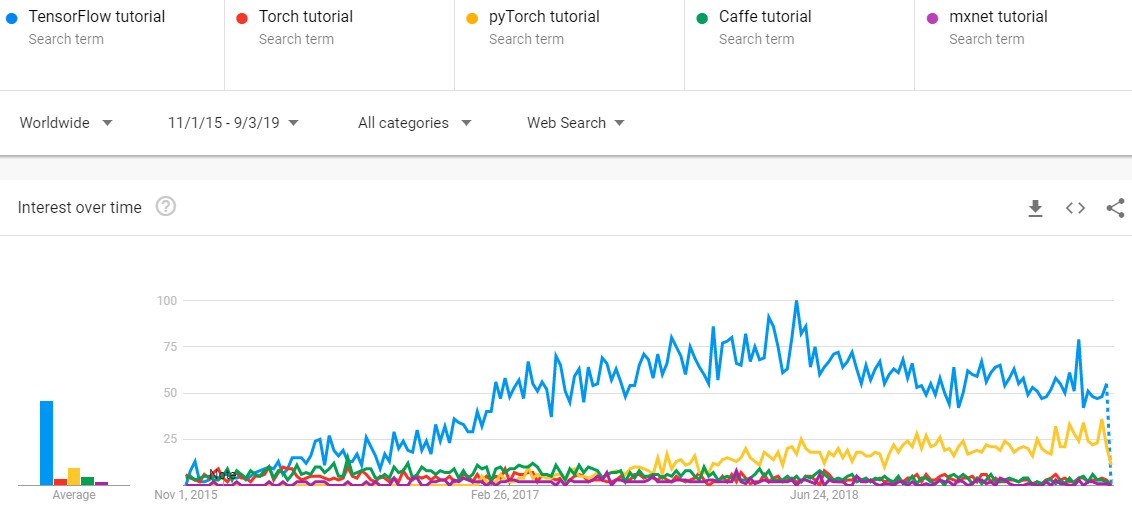 TensorFlow tutorial
Search term
Torch tutorial
Search term
pyTorch tutorial
Search term
Caffe tutorial
Search term
mxnet tutorial
Search term
Worldwide
11/1/15 - 9/3/19
All categories
Web Search
Interest over time
?
100
75
50
25
Note
Average
Nov 1, 2015
Feb 26, 2017
Jun 24, 2018